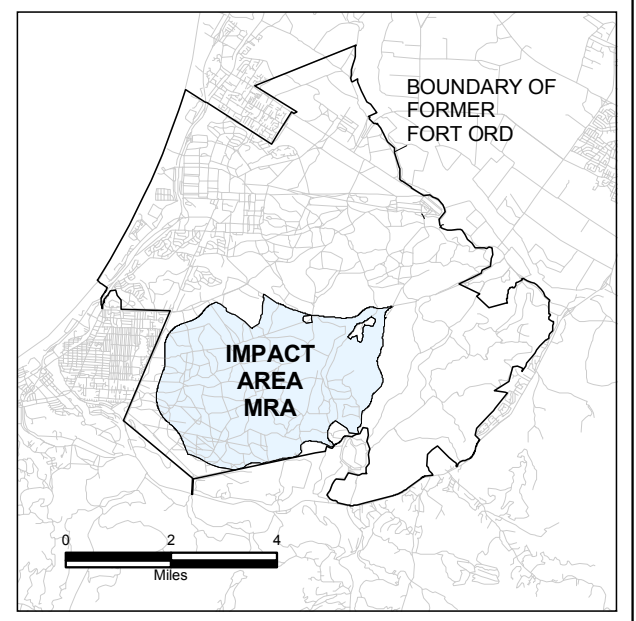 BOUNDARY OF
FORMER
FORT ORD
IMPACT
AREA
MRA
0 2 4
Miles